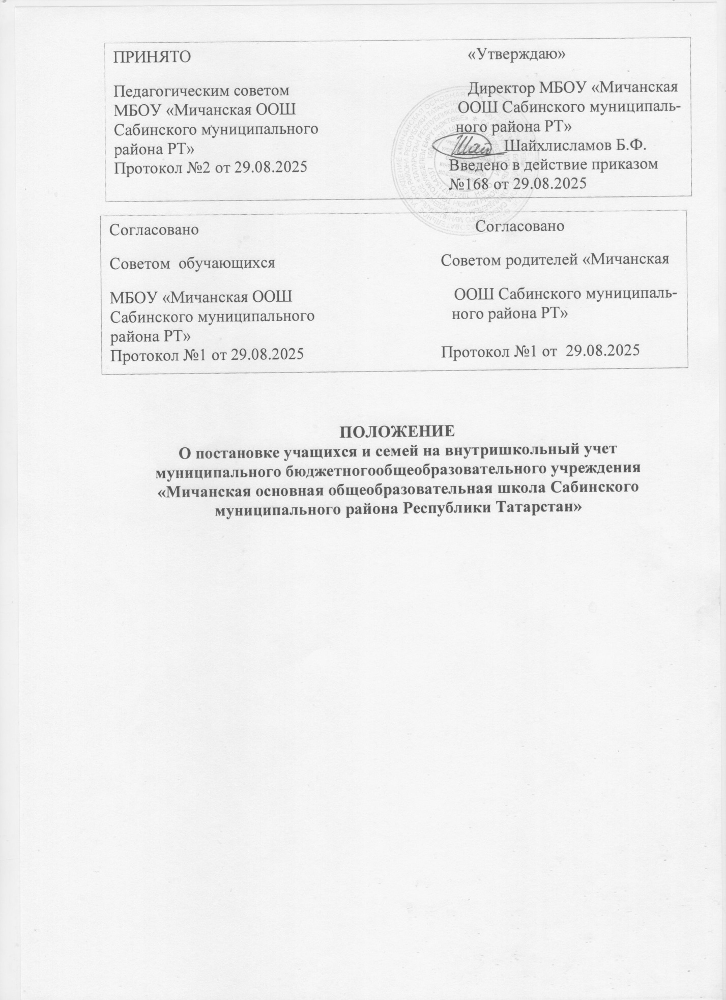 ПРИНЯТО
Педагогическим советом
МБОУ «Мичанская ООШ
Сабинского муниципального
района РТ»
Протокол №2 от 29.08.2025
«Утверждаю»
Директор МБОУ «Мичанская
ООШ Сабинского муниципаль-
ного района РТ»
Шайхлисламов Б.Ф.
Введено в действие приказом
№168 от 29.08.2025
Согласовано
Советом обучающихся
МБОУ «Мичанская ООШ
Сабинского муниципального
района РТ»
Протокол №1 от 29.08.2025
Согласовано
Советом родителей «Мичанская
ООШ Сабинского муниципаль-
ного района РТ»
Протокол №1 от 29.08.2025
ПОЛОЖЕНИЕ
О постановке учащихся и семей на внутришкольный учет
муниципального бюджетногообщеобразовательного учреждения
«Мичанская основная общеобразовательная школа Сабинского
муниципального района Республики Татарстан»